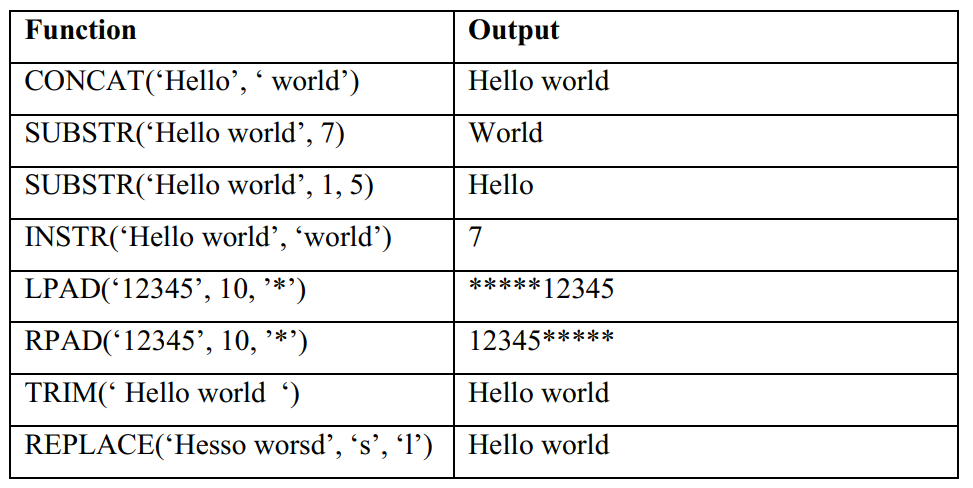 Function Output
CONCAT(‘Hello’, ‘ world’) Hello world
SUBSTR(‘Hello world’, 7) World
SUBSTR(‘Hello world’, 1, 5) Hello
INSTR(‘Hello world’, ‘world’) 7
LPAD(‘12345’, 10, ’*’) *****12345
RPAD(‘12345’, 10, ’*’) 12345*****
TRIM(‘ Hello world  ‘) Hello world
REPLACE(‘Hesso worsd’, ‘s’, ‘l’) Hello world